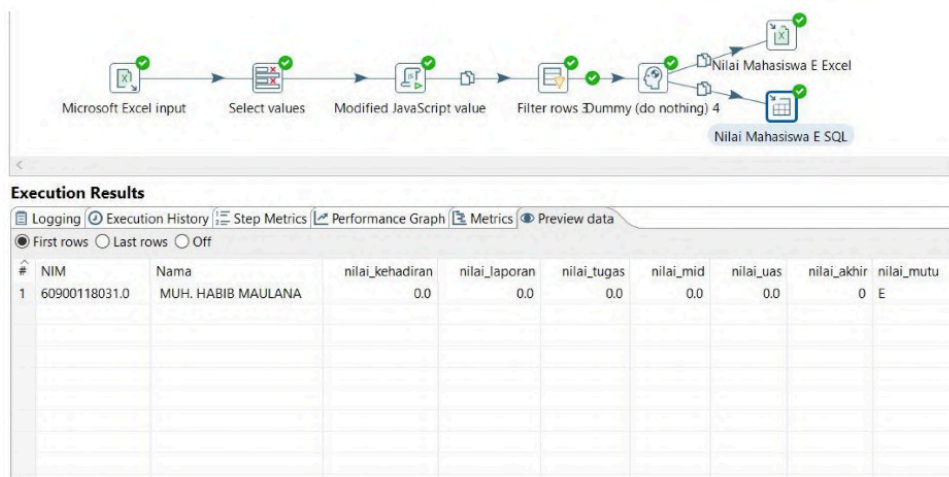 Nilai Mahasiswa E Excel
Microsoft Excel input
Select values
Modified JavaScript value
Filter rows 3
Dummy (do nothing) 4
Nilai Mahasiswa E SQL
Execution Results
Logging Execution History Step Metrics Performance Graph Metrics Preview data
First rows Last rows Off
# NIM Nama nilai_kehadiran nilai_laporan nilai_tugas nilai_mid nilai_uas nilai_akhir nilai_mutu
1 60900118031.0 MUH. HABIB MAULANA 0.0 0.0 0.0 0.0 0.0 0 E